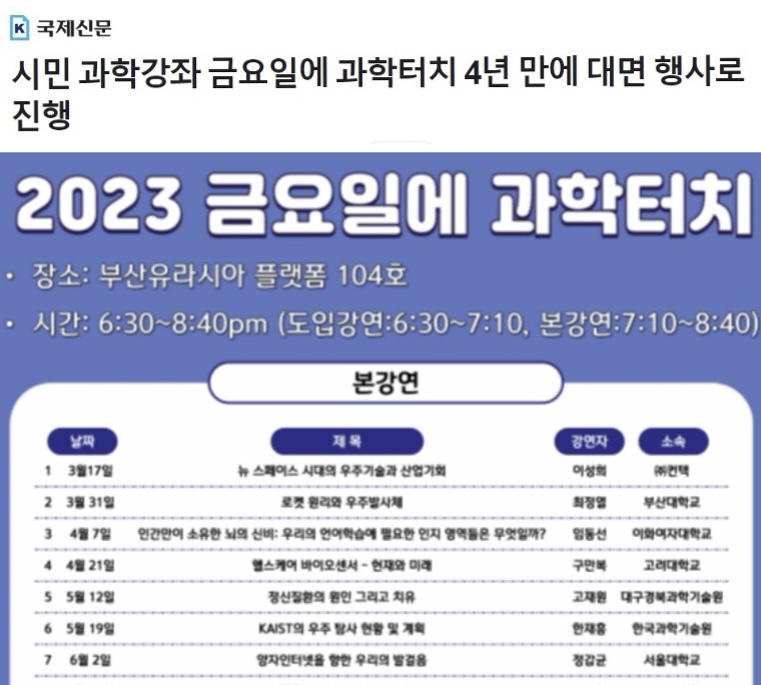 국제신문
시민 과학강좌 금요일에 과학터치 4년 만에 대면 행사로
진행
2023 금요일에 과학터치
• 장소: 부산유라시아 플랫폼 104호
• 시간: 6:30~8:40pm (도입강연:6:30~7:10, 본강연:7:10~8:40)
본강연
날짜 제 목 강연자 소속
1 3월17일 뉴 스페이스 시대의 우주기술과 산업기회 이성희 ㈜컨텍
2 3월 31일 로켓 원리와 우주발사체 최정열 부산대학교
3 4월 7일 인간만이 소유한 뇌의 신비: 우리의 언어학습에 필요한 인지 영역들은 무엇일까? 임동선 이화여자대학교
4 4월 21일 헬스케어 바이오센서 - 현재와 미래 구만복 고려대학교
5 5월 12일 정신질환의 원인 그리고 치유 고재원 대구경북과학기술원
6 5월 19일 KAIST의 우주 탐사 현황 및 계획 한재흥 한국과학기술원
7 6월 2일 양자인터넷을 향한 우리의 발걸음 정갑균 서울대학교